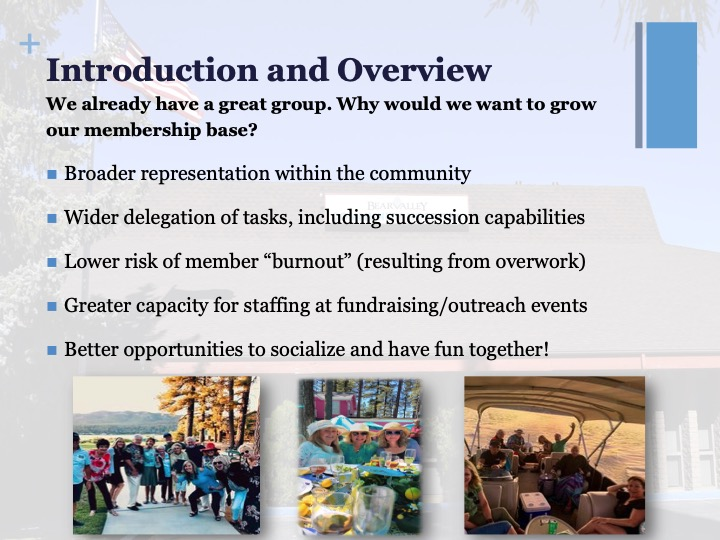 +
Introduction and Overview
We already have a great group. Why would we want to grow
our membership base?
Broader representation within the community
BEAR VALLEY
Wider delegation of tasks, including succession capabilities
Lower risk of member “burnout” (resulting from overwork)
Greater capacity for staffing at fundraising/outreach events
Better opportunities to socialize and have fun together!